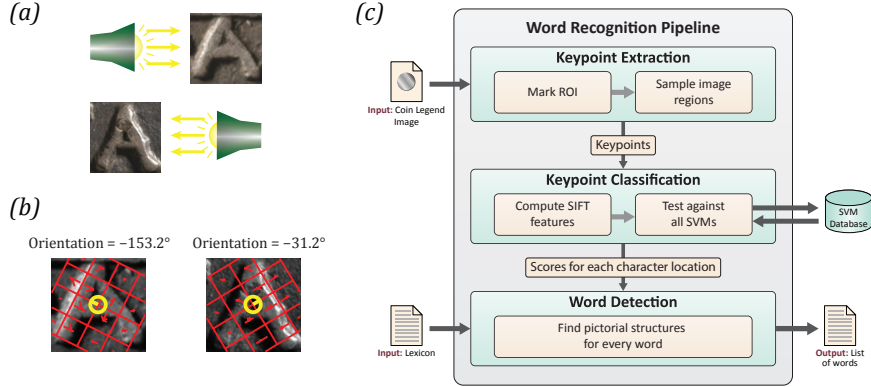 (a)
(b)
Orientation = −153.2°
Orientation = −31.2°
(c)
Word Recognition Pipeline
Keypoint Extraction
Mark ROI
Sample image
regions
Input: Coin Legend
Image
Keypoints
Keypoint Classification
Compute SIFT
features
Test against
all SVMs
SVM
Database
Scores for each character location
Word Detection
Find pictorial structures
for every word
Input: Lexicon
Output: List
of words